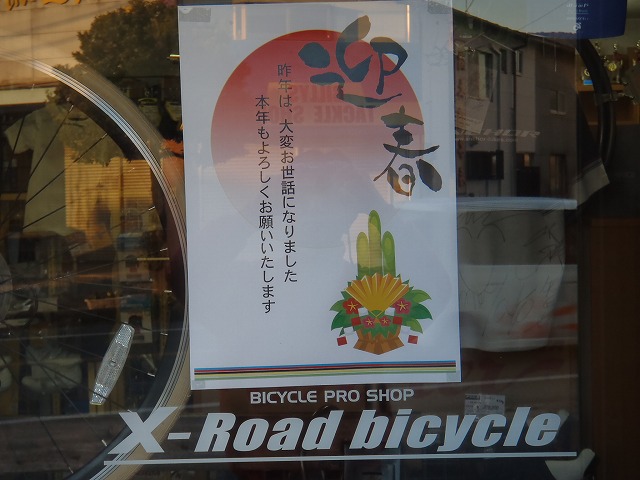 迎春
昨年は、大変お世話になりました
本年もよろしくお願いいたします
TACKLE
BICYCLE PRO SHOP
X-Road bicycle